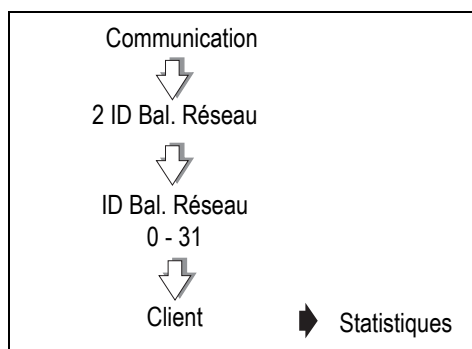 Communication
2 ID Bal. Réseau
ID Bal. Réseau
0 - 31
Client
Statistiques